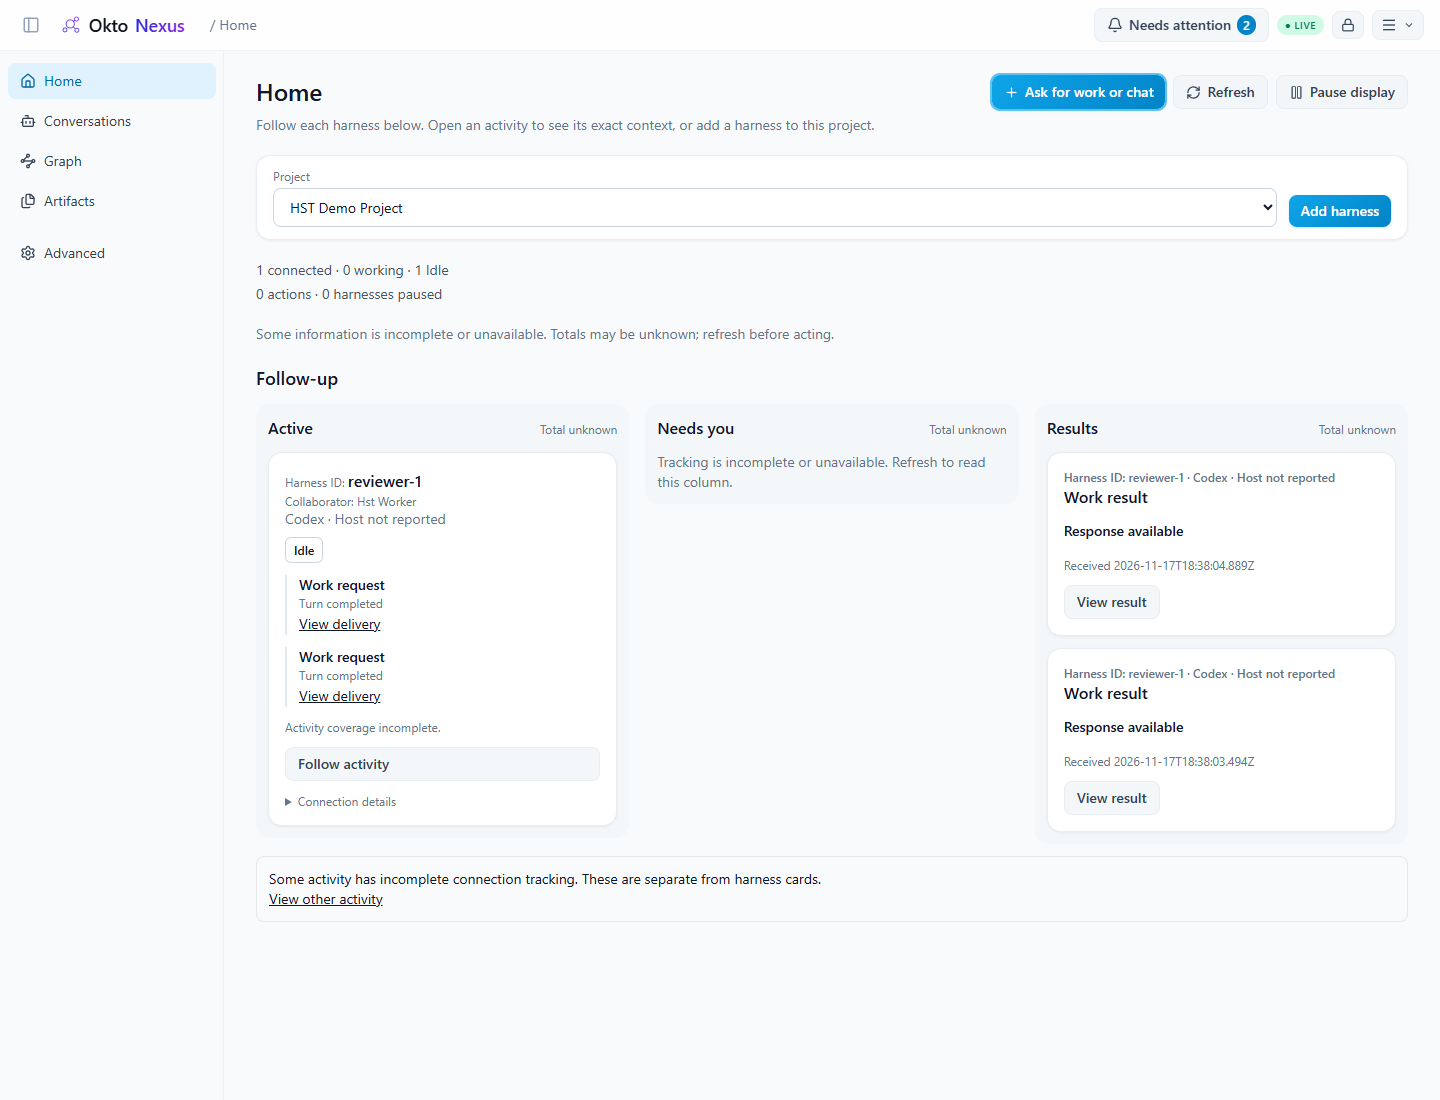 Okto Nexus
/ Home
Needs attention 2
LIVE
Home
Conversations
Graph
Artifacts
Advanced
Home
Ask for work or chat
Refresh
Pause display
Follow each harness below. Open an activity to see its exact context, or add a harness to this project.
Project
HST Demo Project
Add harness
1 connected · 0 working · 1 Idle
0 actions · 0 harnesses paused
Some information is incomplete or unavailable. Totals may be unknown; refresh before acting.
Follow-up
Active
Total unknown
Harness ID: reviewer-1
Collaborator: Hst Worker
Codex · Host not reported
Idle
Work request
Turn completed
View delivery
Work request
Turn completed
View delivery
Activity coverage incomplete.
Follow activity
Connection details
Needs you
Total unknown
Tracking is incomplete or unavailable. Refresh to read
this column.
Results
Total unknown
Harness ID: reviewer-1 · Codex · Host not reported
Work result
Response available
Received 2026-11-17T18:38:04.889Z
View result
Harness ID: reviewer-1 · Codex · Host not reported
Work result
Response available
Received 2026-11-17T18:38:03.494Z
View result
Some activity has incomplete connection tracking. These are separate from harness cards.
View other activity